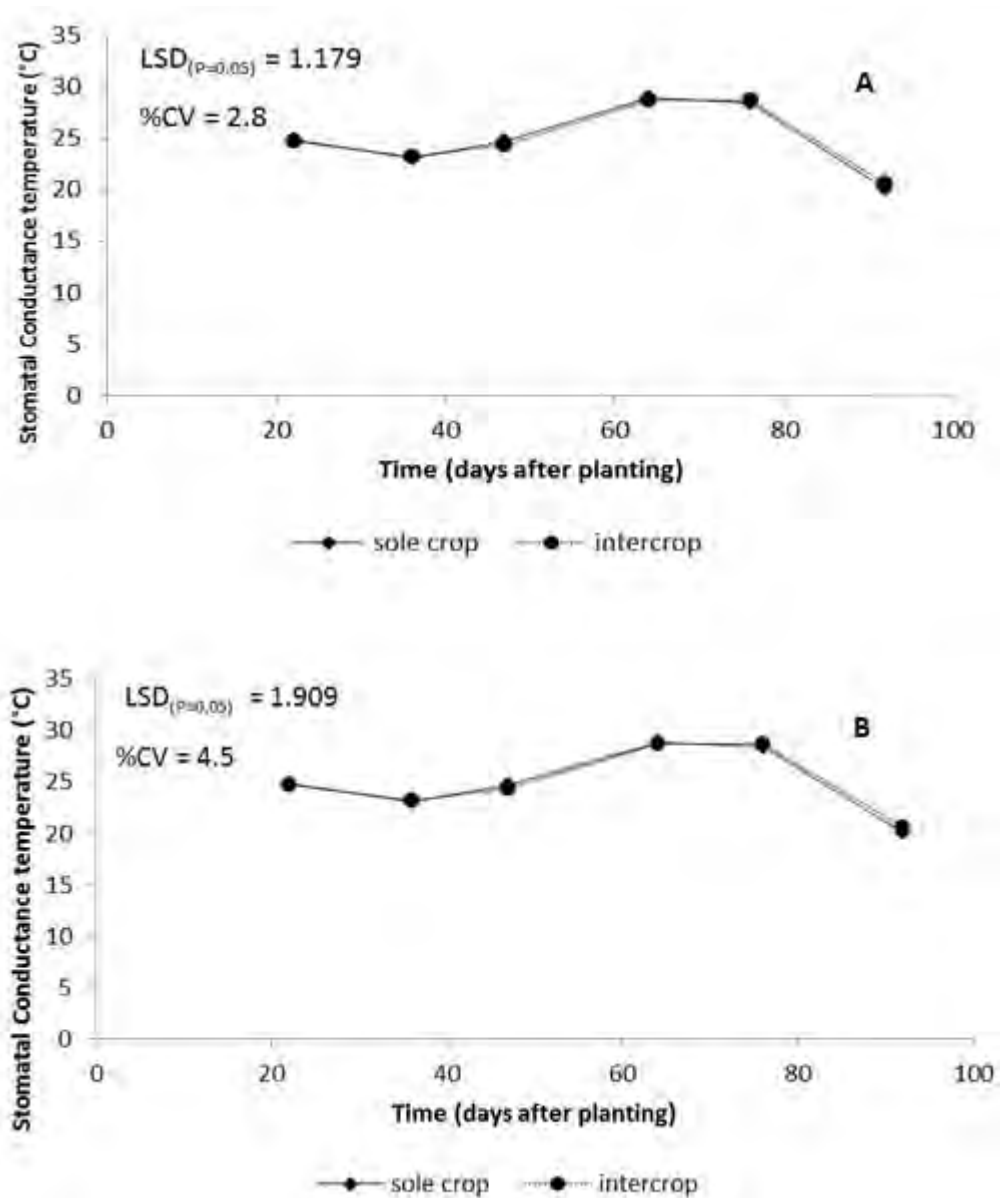 Stomatal Conductance temperature (°C)
35
30
25
20
15
10
5
0
LSD(P=0.05) = 1.179
%CV = 2.8
A
0 20 40 60 80 100
Time (days after planting)
sole crop intercrop
Stomatal Conductance temperature (°C)
35
30
25
20
15
10
5
0
LSD(P=0.05) = 1.909
%CV = 4.5
B
0 20 40 60 80 100
Time (days after planting)
sole crop intercrop